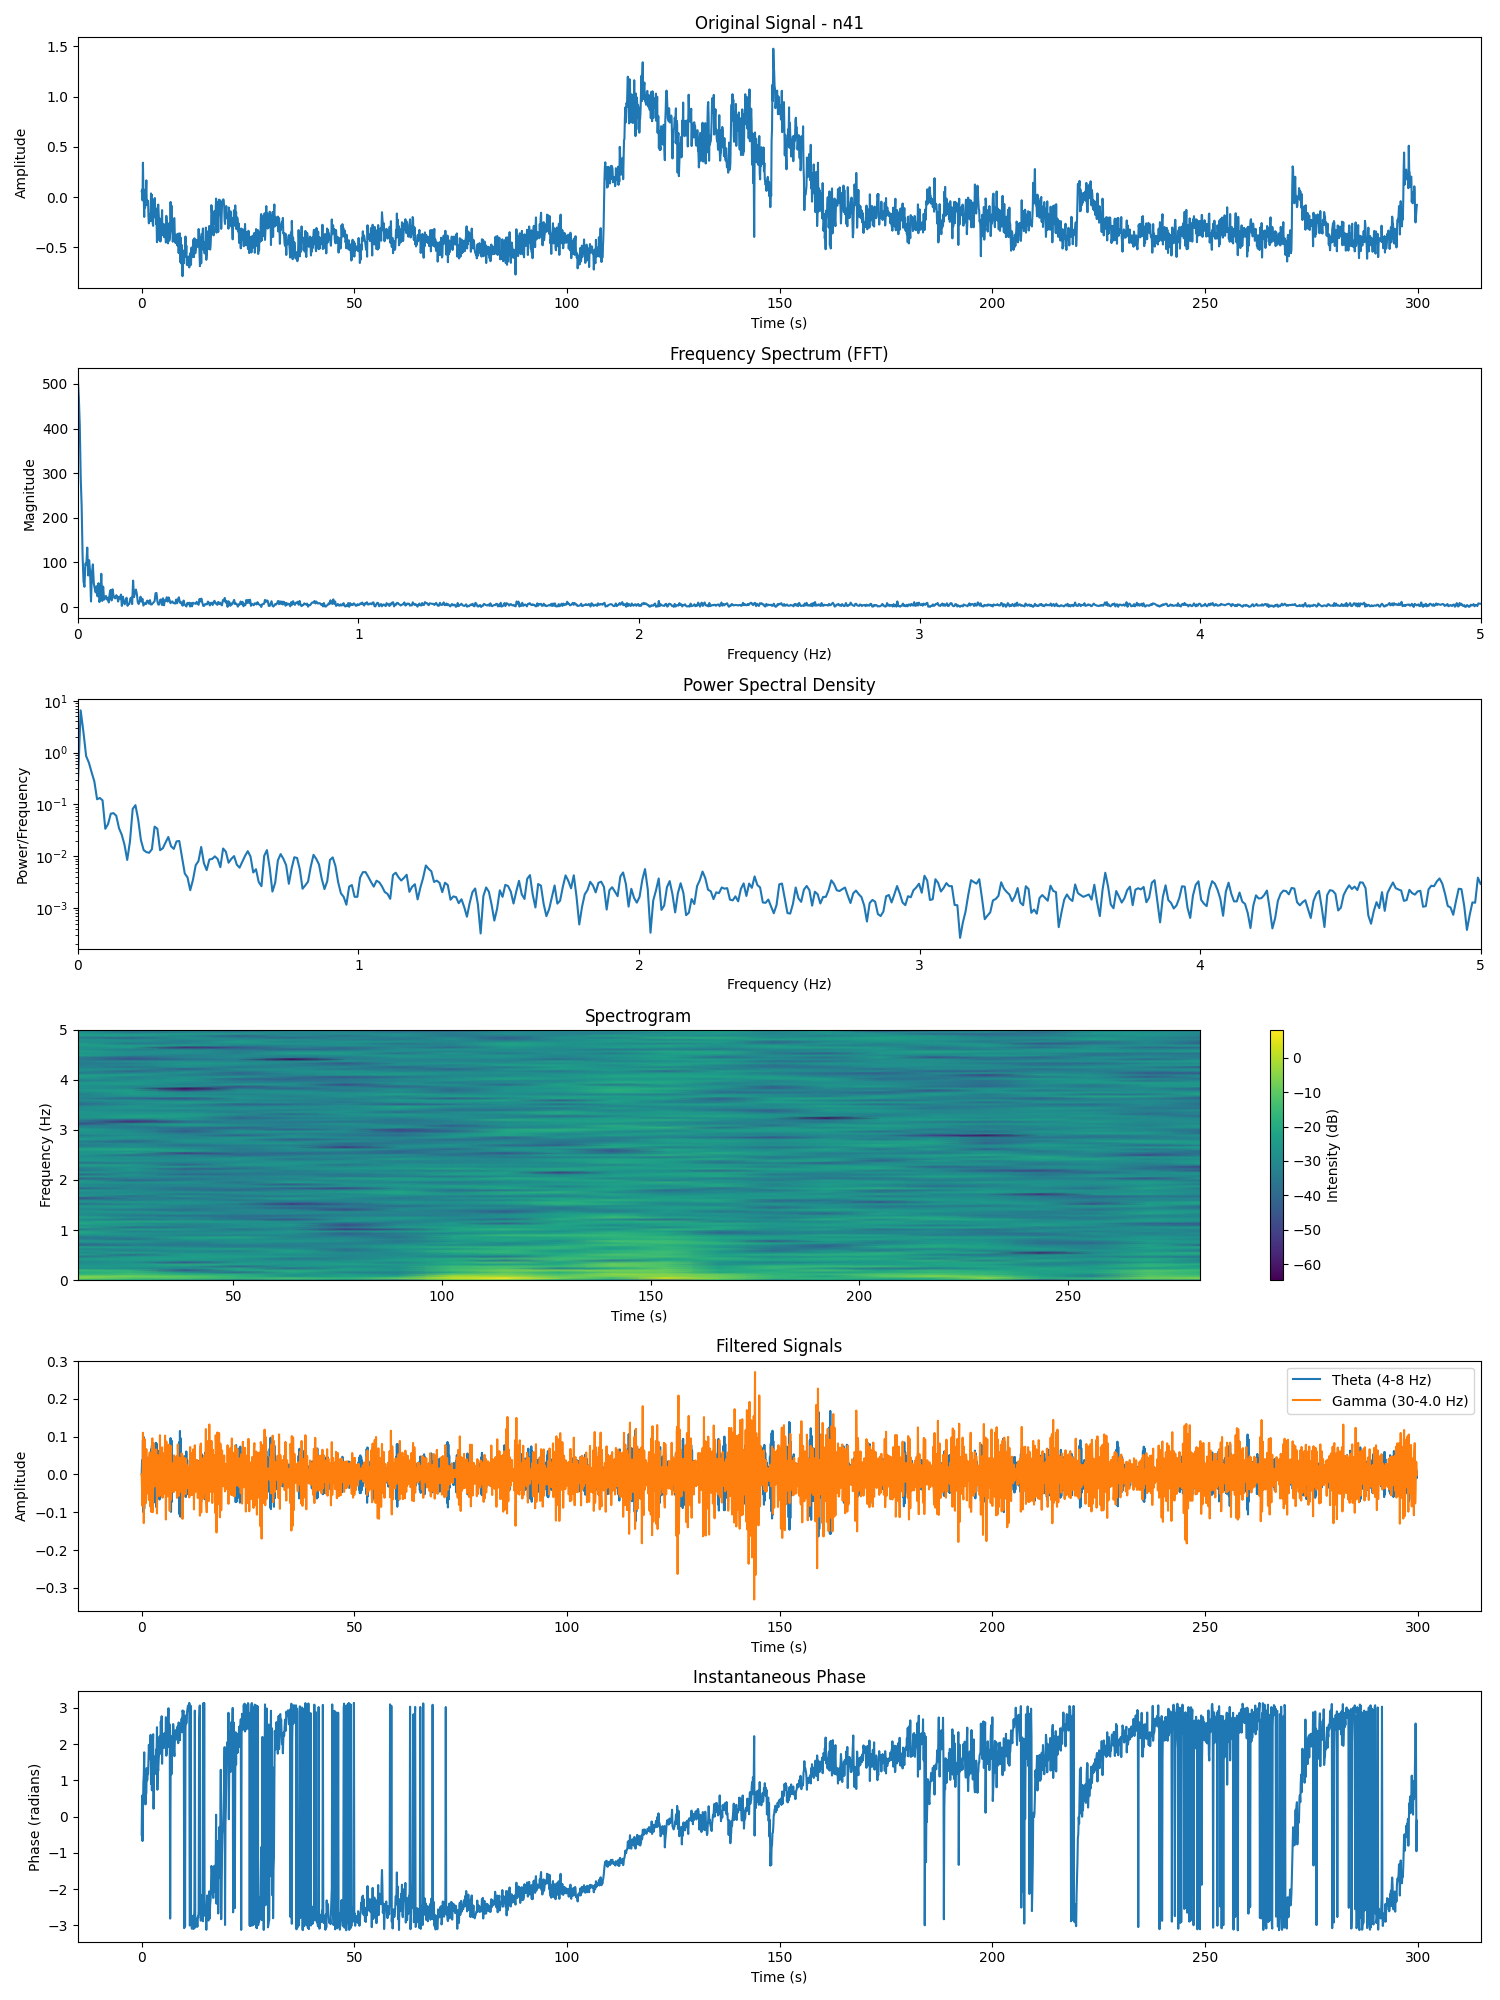 Original Signal - n41
1.5
1.0
0.5
0.0
−0.5
Amplitude
0 50 100 150 200 250 300
Time (s)
Frequency Spectrum (FFT)
500
400
300
200
100
0
Magnitude
0 1 2 3 4 5
Frequency (Hz)
Power Spectral Density
10¹
10⁰
10⁻¹
10⁻²
10⁻³
Power/Frequency
0 1 2 3 4 5
Frequency (Hz)
Spectrogram
5
4
3
2
1
0
Frequency (Hz)
50 100 150 200 250
Time (s)
0
−10
−20
−30
−40
−50
−60
Intensity (dB)
Filtered Signals
0.3
0.2
0.1
0.0
−0.1
−0.2
−0.3
Amplitude
Theta (4-8 Hz)
Gamma (30-4.0 Hz)
0 50 100 150 200 250 300
Time (s)
Instantaneous Phase
3
2
1
0
−1
−2
−3
Phase (radians)
0 50 100 150 200 250 300
Time (s)